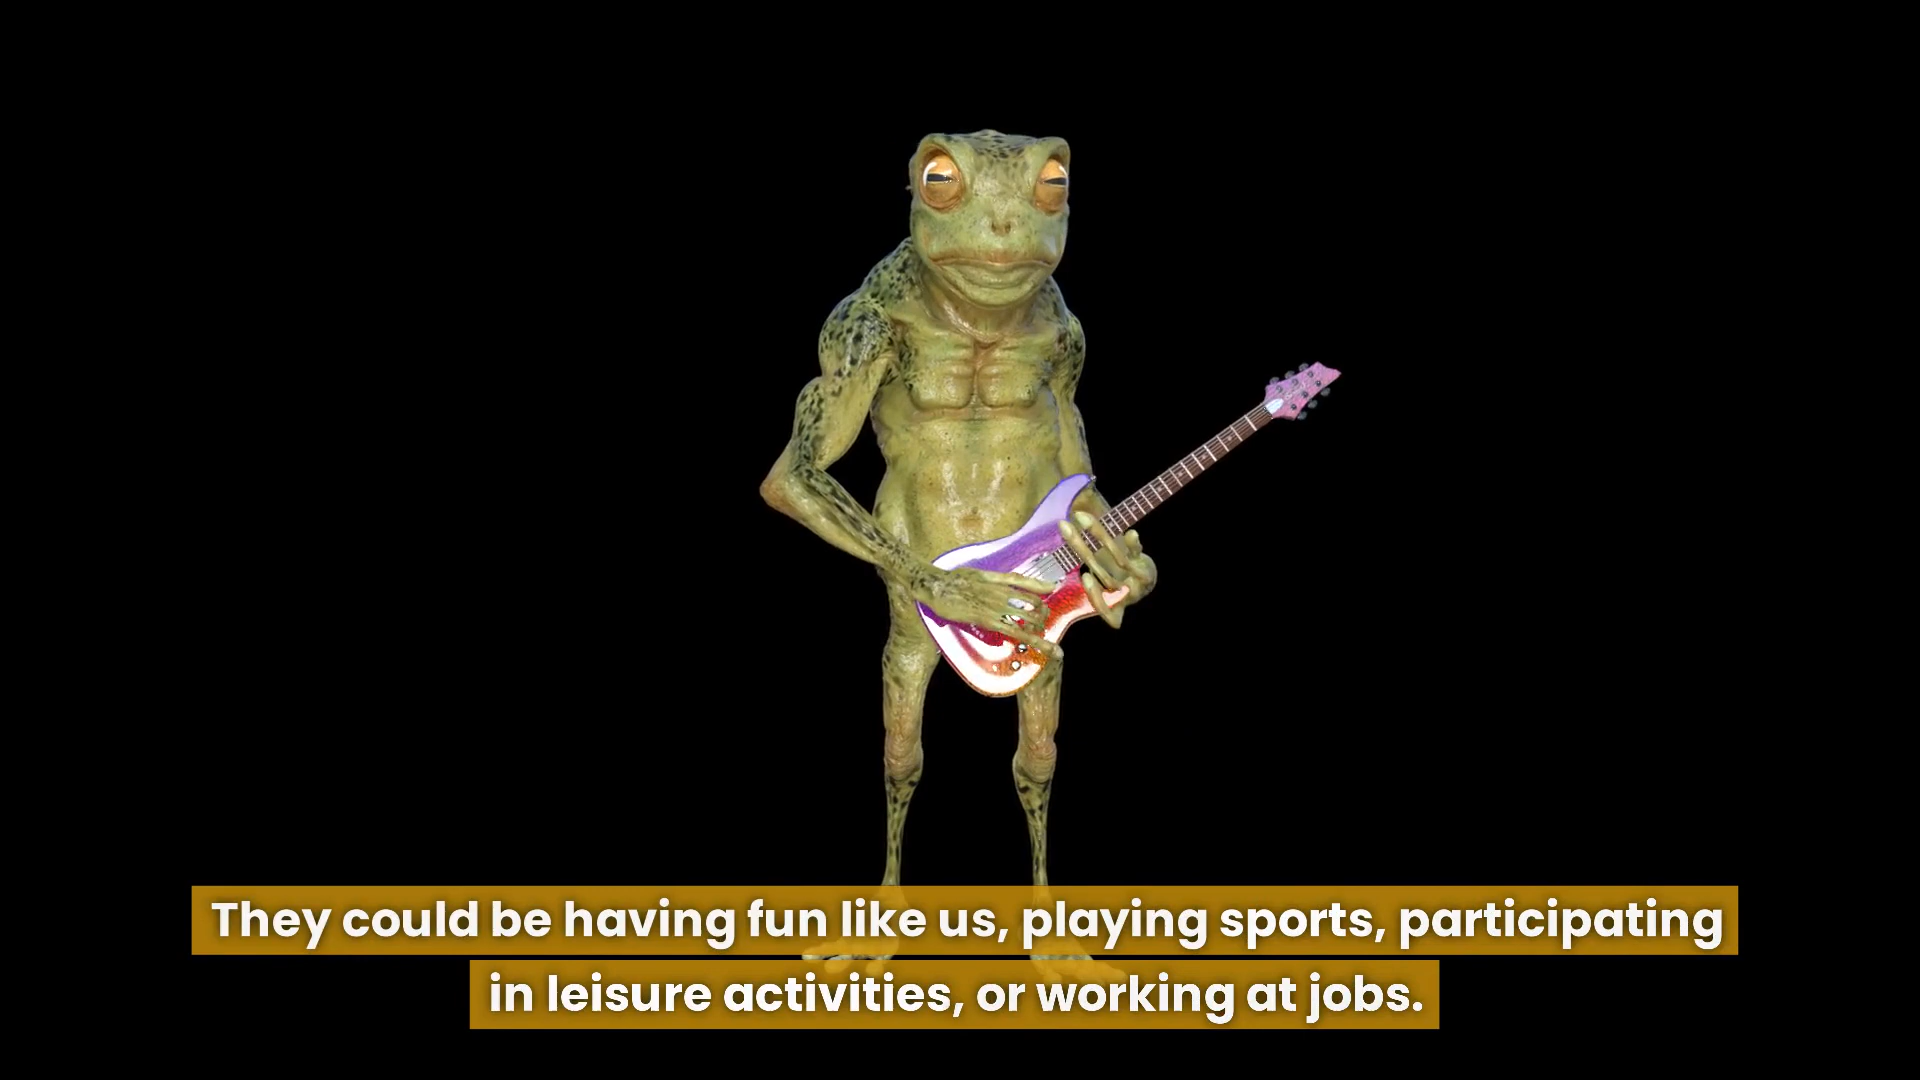 They could be having fun like us, playing sports, participating
in leisure activities, or working at jobs.